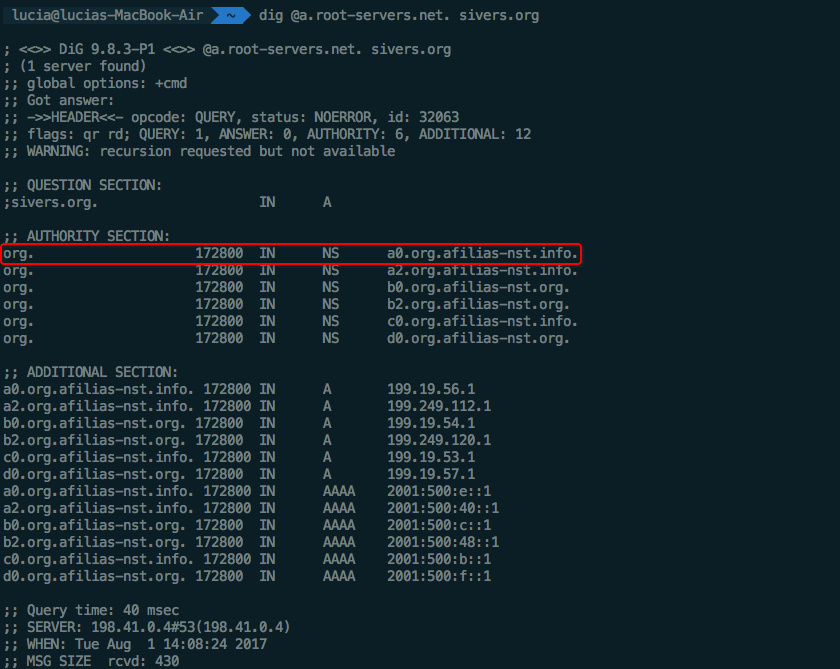 lucia@lucias-MacBook-Air ~ dig @a.root-servers.net. sivers.org
; <<>> DiG 9.8.3-P1 <<>> @a.root-servers.net. sivers.org
; (1 server found)
;; global options: +cmd
;; Got answer:
;; ->>HEADER<<- opcode: QUERY, status: NOERROR, id: 32063
;; flags: qr rd; QUERY: 1, ANSWER: 0, AUTHORITY: 6, ADDITIONAL: 12
;; WARNING: recursion requested but not available
;; QUESTION SECTION:
;sivers.org. IN A
;; AUTHORITY SECTION:
org. 172800 IN NS a0.org.afilias-nst.info.
org. 172800 IN NS a2.org.afilias-nst.info.
org. 172800 IN NS b0.org.afilias-nst.org.
org. 172800 IN NS b2.org.afilias-nst.org.
org. 172800 IN NS c0.org.afilias-nst.info.
org. 172800 IN NS d0.org.afilias-nst.org.
;; ADDITIONAL SECTION:
a0.org.afilias-nst.info. 172800 IN A 199.19.56.1
a2.org.afilias-nst.info. 172800 IN A 199.249.112.1
b0.org.afilias-nst.org. 172800 IN A 199.19.54.1
b2.org.afilias-nst.org. 172800 IN A 199.249.120.1
c0.org.afilias-nst.info. 172800 IN A 199.19.53.1
d0.org.afilias-nst.org. 172800 IN A 199.19.57.1
a0.org.afilias-nst.info. 172800 IN AAAA 2001:500:e::1
a2.org.afilias-nst.info. 172800 IN AAAA 2001:500:40::1
b0.org.afilias-nst.org. 172800 IN AAAA 2001:500:c::1
b2.org.afilias-nst.org. 172800 IN AAAA 2001:500:48::1
c0.org.afilias-nst.info. 172800 IN AAAA 2001:500:b::1
d0.org.afilias-nst.org. 172800 IN AAAA 2001:500:f::1
;; Query time: 40 msec
;; SERVER: 198.41.0.4#53(198.41.0.4)
;; WHEN: Tue Aug 1 14:08:24 2017
;; MSG SIZE rcvd: 430